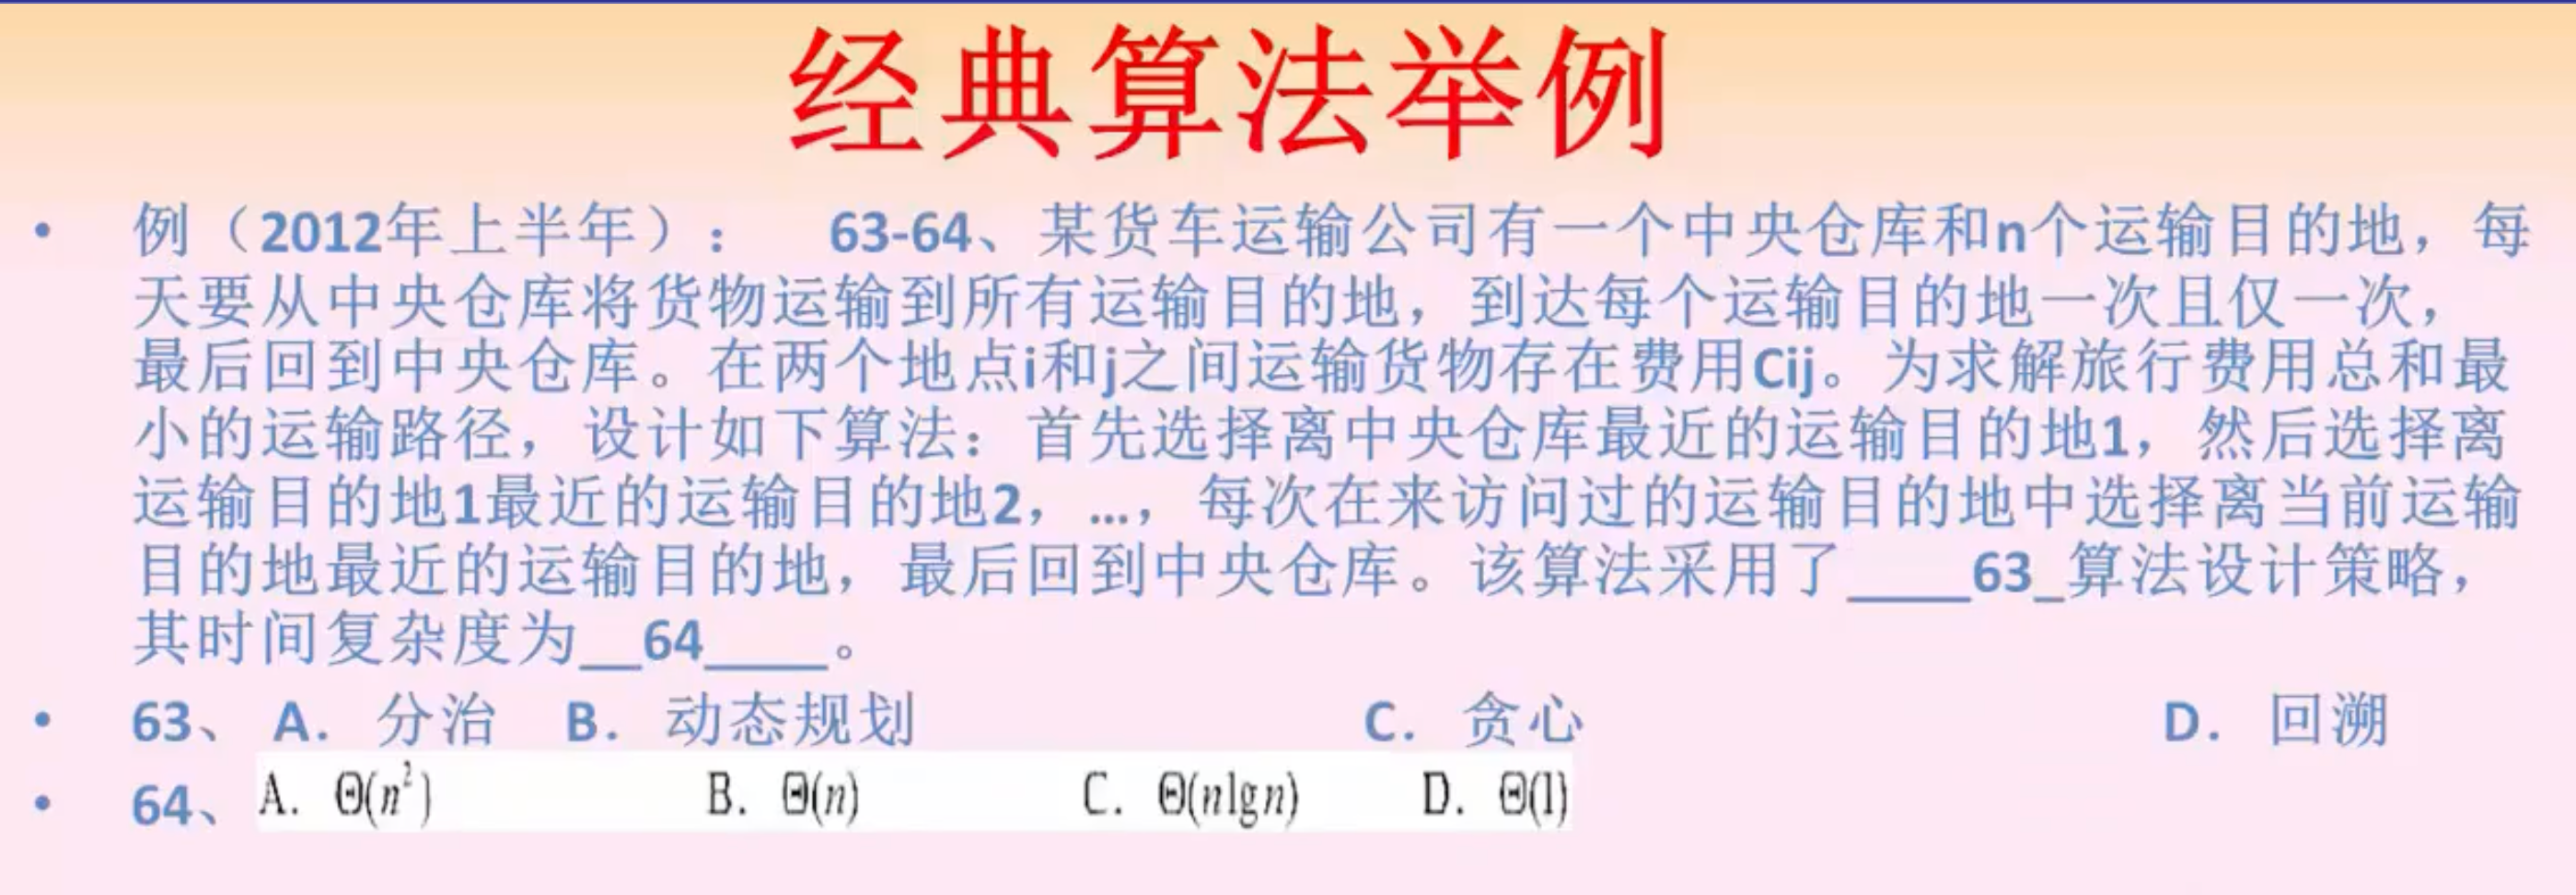 经典算法举例
• 例（2012年上半年）： 63-64、某货车运输公司有一个中央仓库和n个运输目的地，每
天要从中央仓库将货物运输到所有运输目的地，到达每个运输目的地一次且仅一次，
最后回到中央仓库。在两个地点i和j之间运输货物存在费用Cij。为求解旅行费用总和最
小的运输路径，设计如下算法：首先选择离中央仓库最近的运输目的地1，然后选择离
运输目的地1最近的运输目的地2，…，每次在来访问过的运输目的地中选择离当前运输
目的地最近的运输目的地，最后回到中央仓库。该算法采用了____63_算法设计策略，
其时间复杂度为__64____。
• 63、 A. 分治 B. 动态规划 C. 贪心 D. 回溯
• 64、 A. Θ(n²) B. Θ(n) C. Θ(nlgn) D. Θ(1)